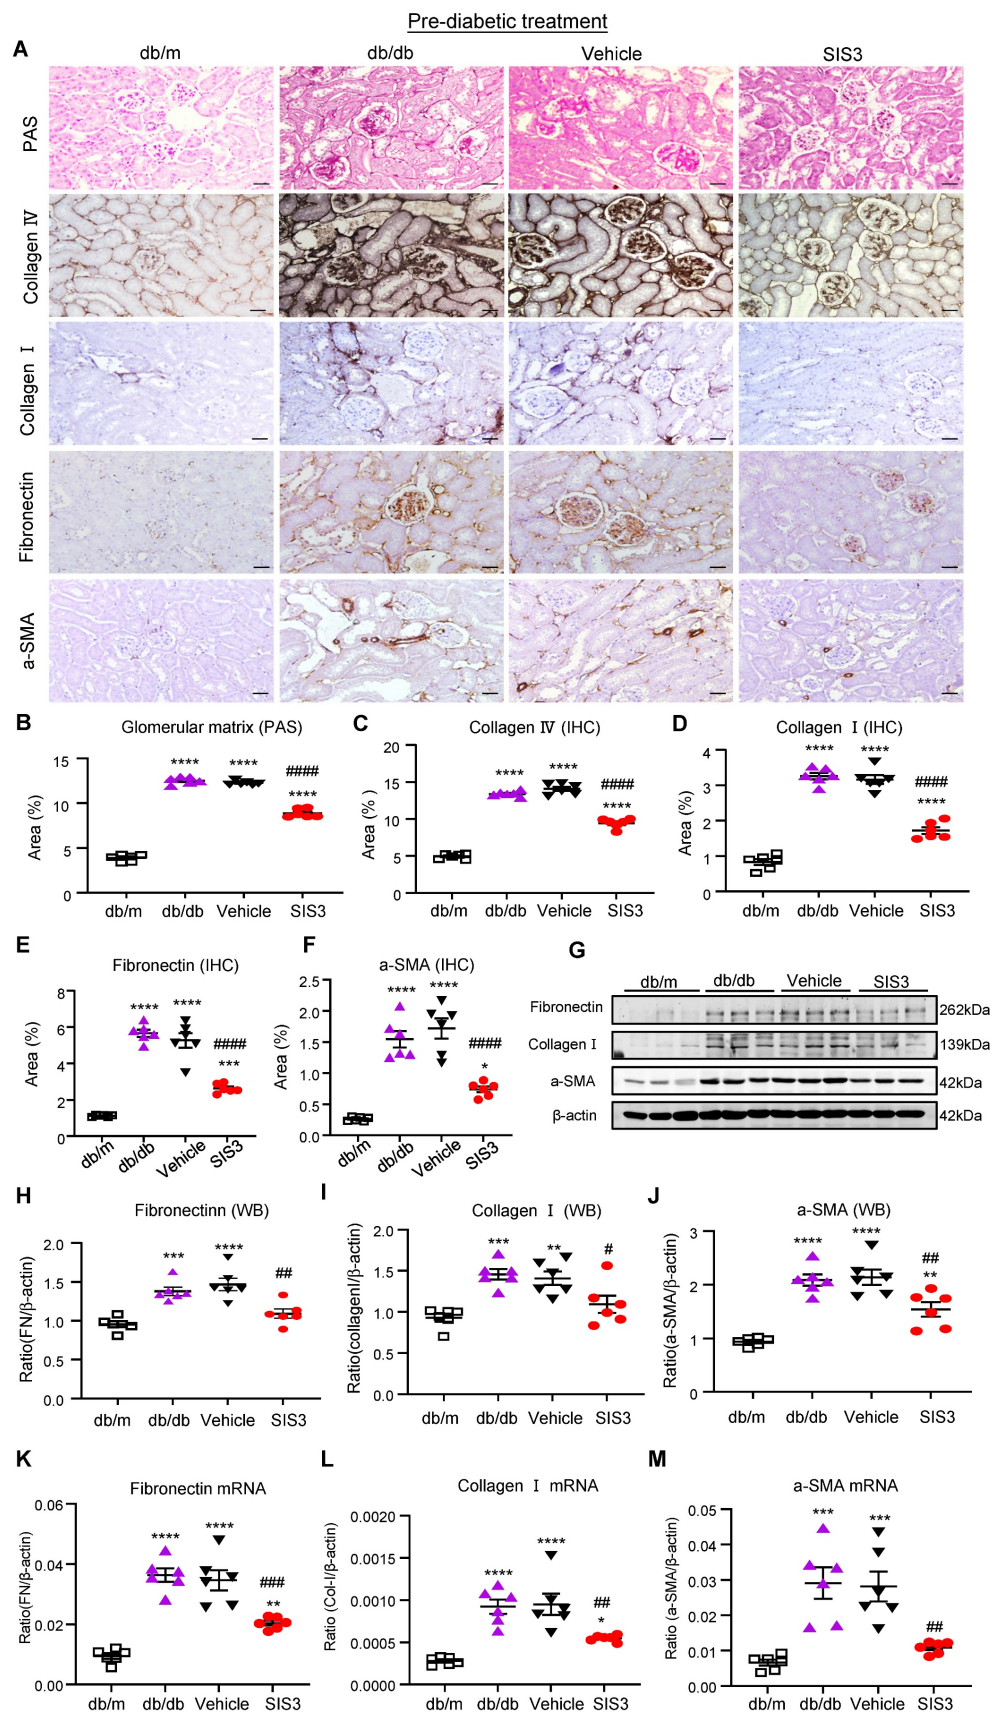 Pre-diabetic treatment
A
db/m db/db Vehicle SIS3
PAS
Collagen Ⅳ
Collagen Ⅰ
Fibronectin
a-SMA
B Glomerular matrix (PAS)
Area (%)
15
10
5
0
**** **** #### ****
db/m db/db Vehicle SIS3
C Collagen Ⅳ (IHC)
Area (% )
20
15
10
5
0
**** **** #### ****
db/m db/db Vehicle SIS3
D Collagen Ⅰ (IHC)
Area (%)
4
3
2
1
0
**** **** #### ****
db/m db/db Vehicle SIS3
E Fibronectin (IHC)
Area (%)
8
6
4
2
0
**** **** #### ***
db/m db/db Vehicle SIS3
F a-SMA (IHC)
Area (%)
2.5
2.0
1.5
1.0
0.5
0.0
**** **** #### *
db/m db/db Vehicle SIS3
G
db/m db/db Vehicle SIS3
Fibronectin 262kDa
Collagen Ⅰ 139kDa
a-SMA 42kDa
β-actin 42kDa
H Fibronectinn (WB)
Ratio(FN/β-actin)
2.0
1.5
1.0
0.5
0.0
*** **** ##
db/m db/db Vehicle SIS3
I Collagen Ⅰ (WB)
Ratio(collagenI/β-actin)
2.0
1.5
1.0
0.5
0.0
*** ** #
db/m db/db Vehicle SIS3
J a-SMA (WB)
Ratio(a-SMA/β-actin)
3
2
1
0
**** **** ## **
db/m db/db Vehicle SIS3
K Fibronectin mRNA
Ratio(FN/β-actin)
0.06
0.04
0.02
0.00
**** **** ### **
db/m db/db Vehicle SIS3
L Collagen Ⅰ mRNA
Ratio (Col-I/β-actin)
0.0020
0.0015
0.0010
0.0005
0.0000
**** **** ## *
db/m db/db Vehicle SIS3
M a-SMA mRNA
Ratio (a-SMA/β-actin)
0.05
0.04
0.03
0.02
0.01
0.00
*** *** ##
db/m db/db Vehicle SIS3